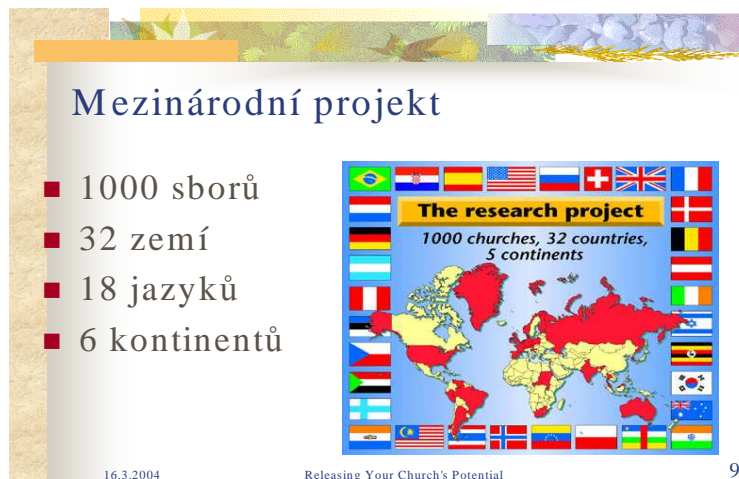 Mezinárodní projekt
1000 sborů
32 zemí
18 jazyků
6 kontinentů
The research project
1000 churches, 32 countries,
5 continents
16.3.2004
Releasing Your Church's Potential
9